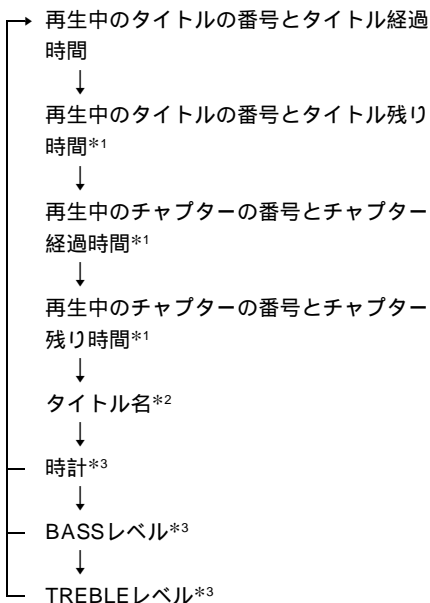 再生中のタイトルの番号とタイトル経過
時間
↓
再生中のタイトルの番号とタイトル残り
時間*1
↓
再生中のチャプターの番号とチャプター
経過時間*1
↓
再生中のチャプターの番号とチャプター
残り時間*1
↓
タイトル名*2
↓
時計*3
↓
BASSレベル*3
↓
TREBLEレベル*3